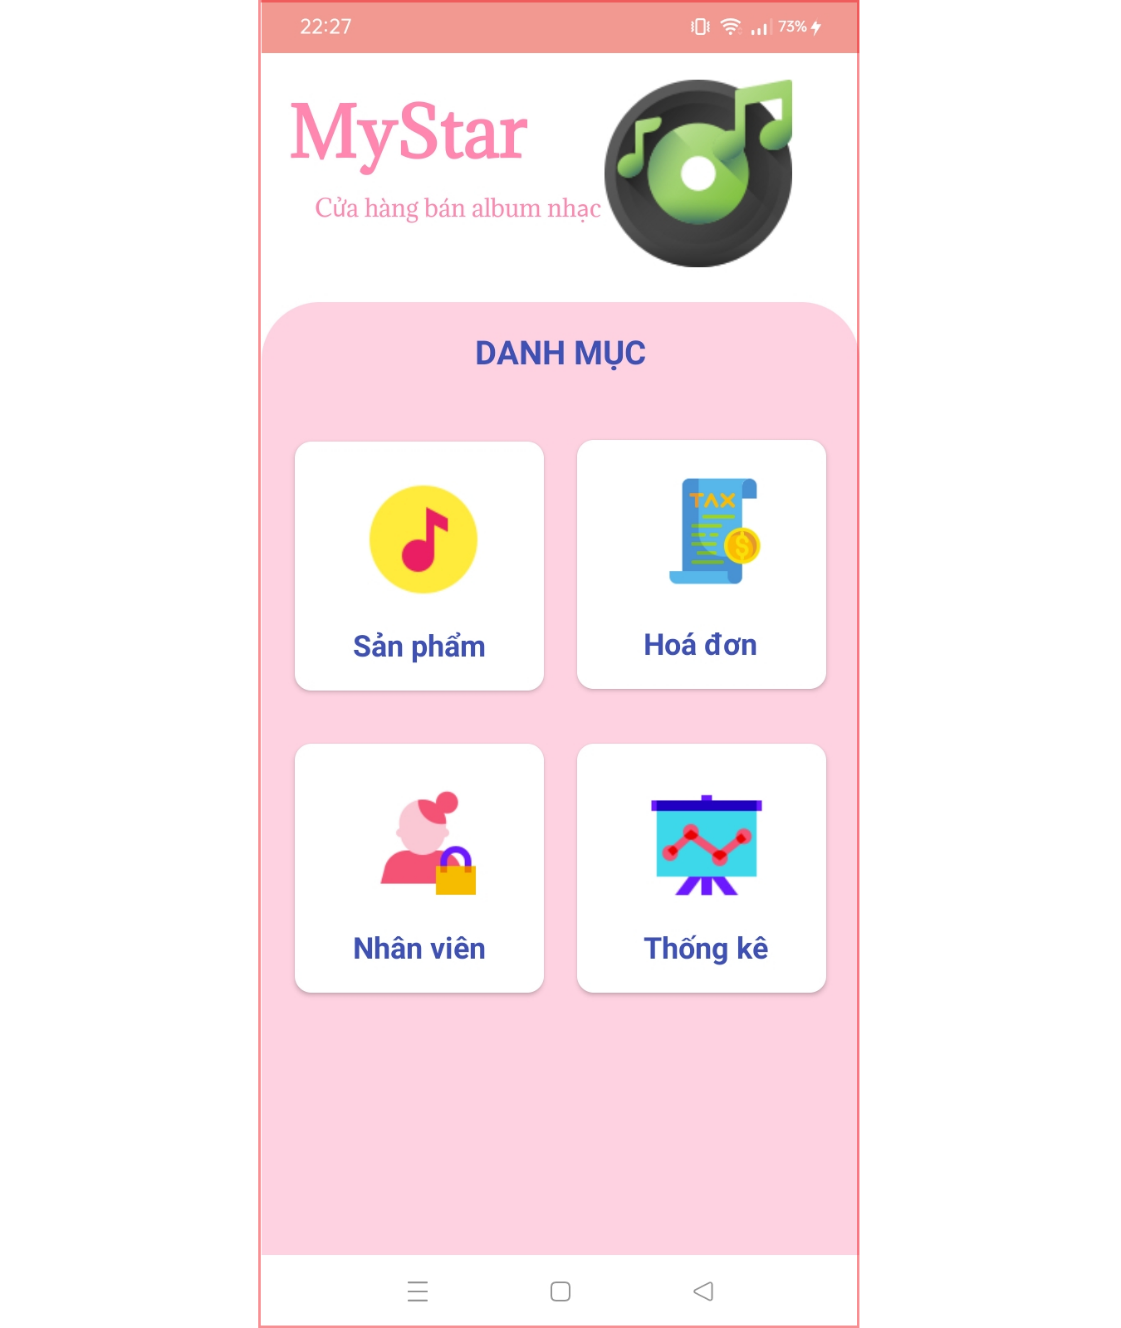 22:27
73%
MyStar
Cửa hàng bán album nhạc
DANH MỤC
TAX
Sản phẩm
Hoá đơn
Nhân viên
Thống kê